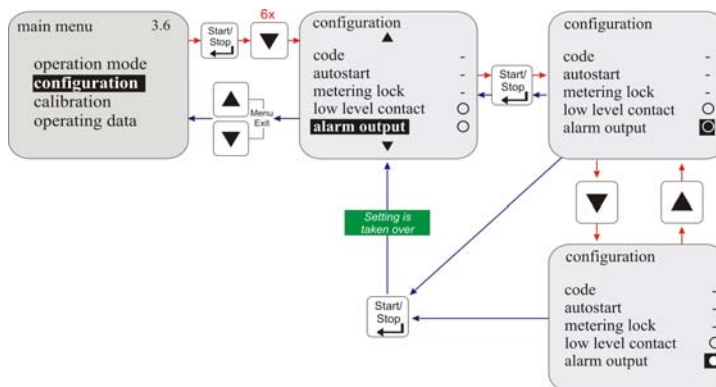 main menu 3.6
operation mode
configuration
calibration
operating data
Start/
Stop
6x
Menu
Exit
configuration
code -
autostart -
metering lock -
low level contact
alarm output
Start/
Stop
configuration
code -
autostart -
metering lock -
low level contact
alarm output
Setting is
taken over
Start/
Stop
configuration
code -
autostart -
metering lock -
low level contact
alarm output